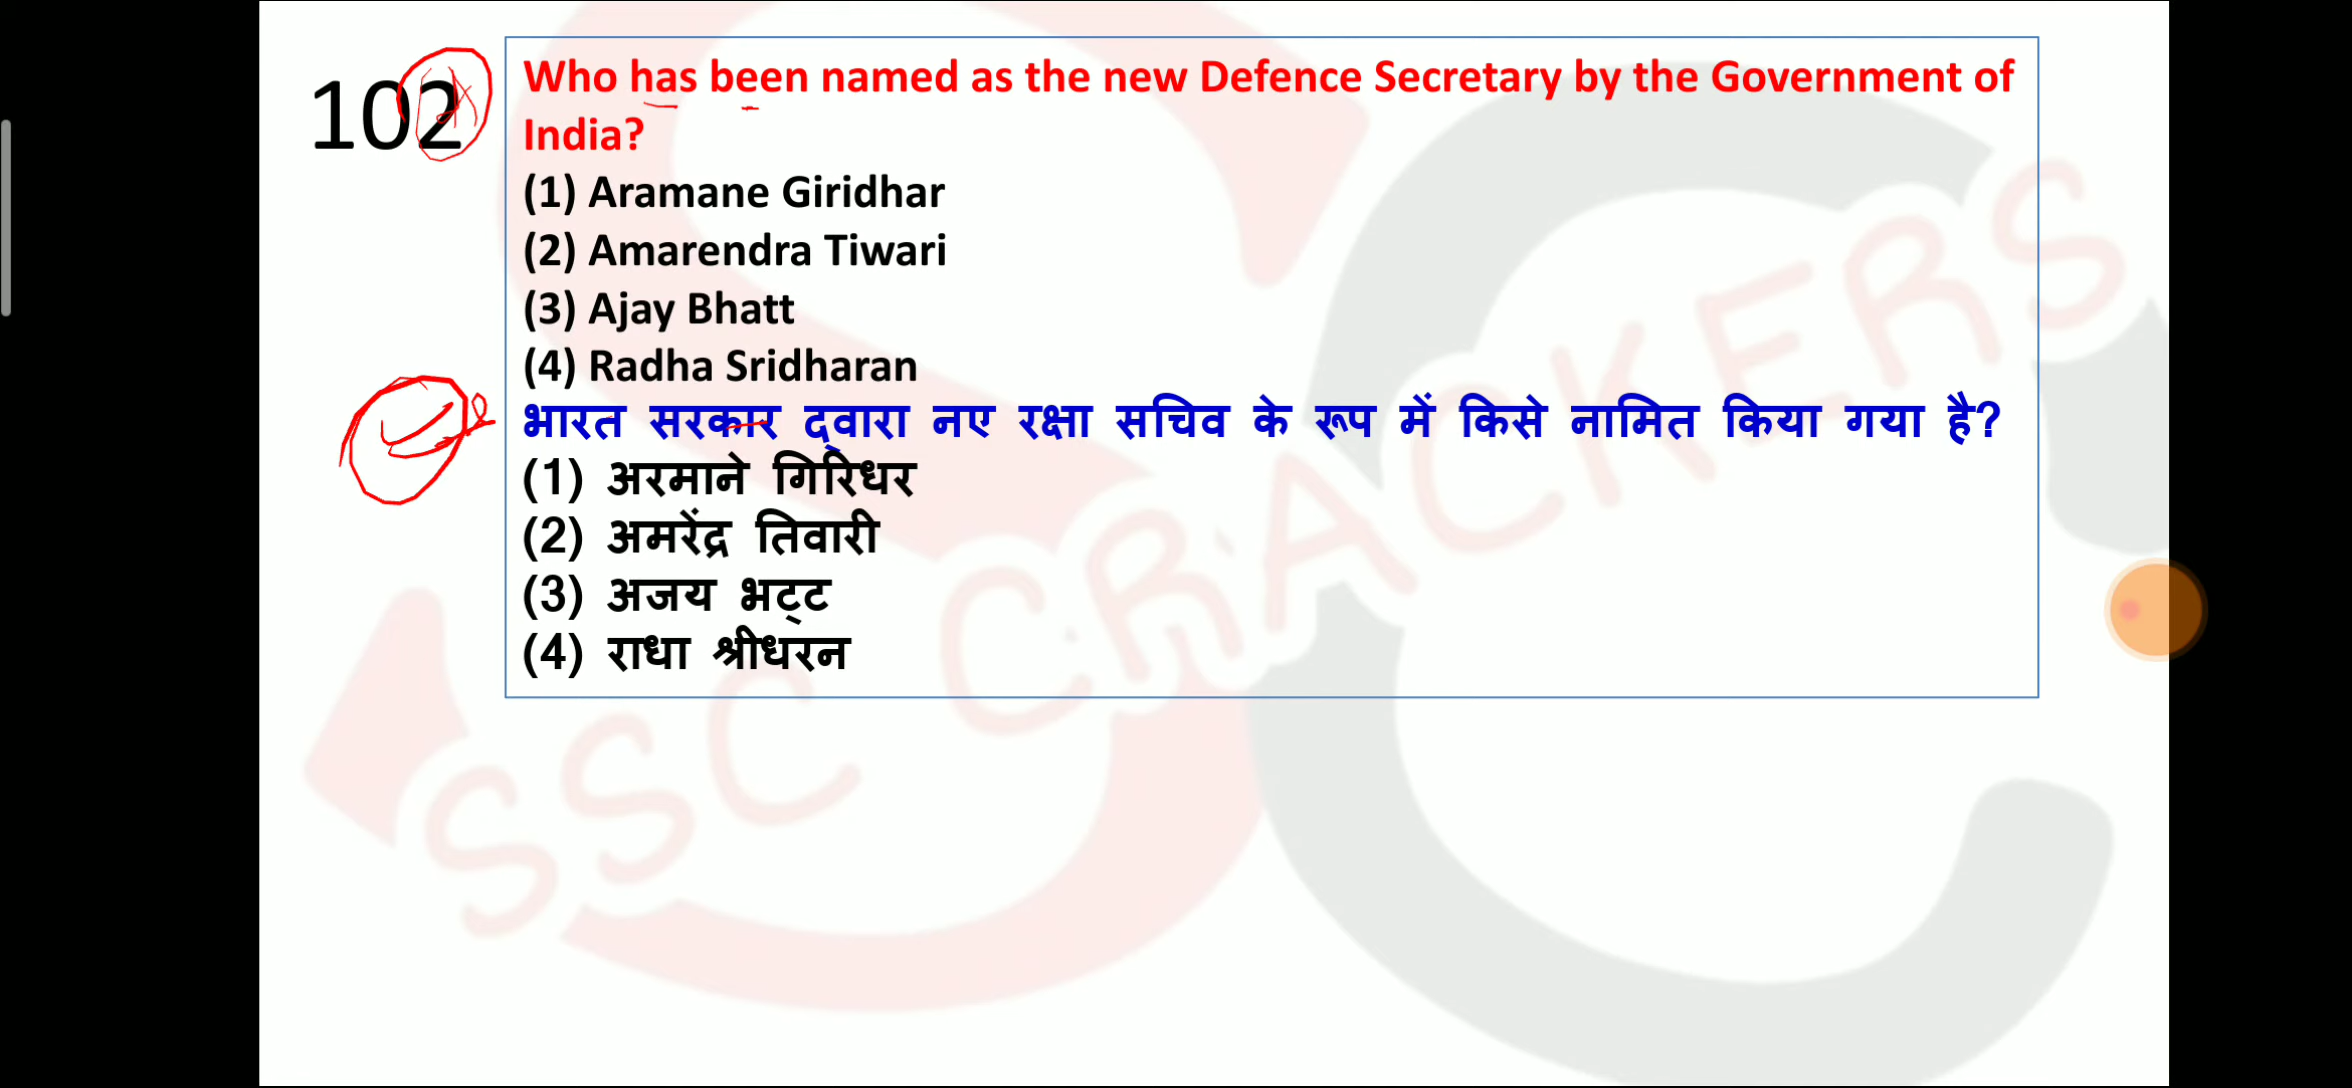 102
Who has been named as the new Defence Secretary by the Government of
India?
(1) Aramane Giridhar
(2) Amarendra Tiwari
(3) Ajay Bhatt
(4) Radha Sridharan
भारत सरकार द्वारा नए रक्षा सचिव के रूप में किसे नामित किया गया है?
(1) अरमाने गिरिधर
(2) अमरेंद्र तिवारी
(3) अजय भट्ट
(4) राधा श्रीधरन
SSC CRACKERS